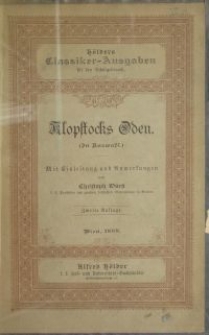 Hölders
Classiker-Ausgaben
für den Schulgebrauch.
Klopstocks Oden.
(In Auswahl.)
Mit Einleitung und Anmerkungen
von
Christoph Würfl
Zweite Auflage.
Wien,
Alfred Hölder